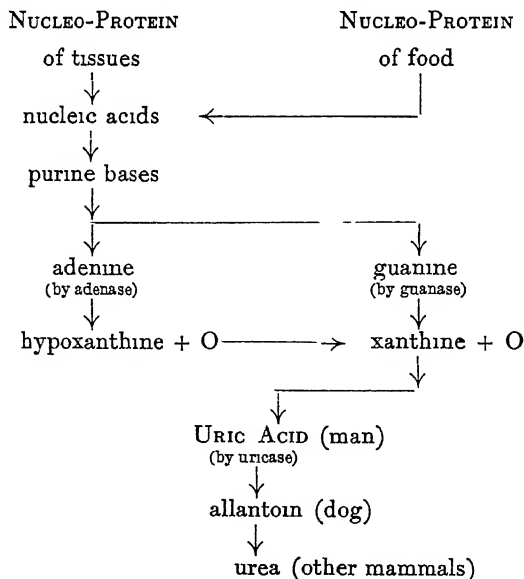 NUCLEO-PROTEIN NUCLEO-PROTEIN
of tissues of food
nucleic acids
purine bases
adenine guanine
(by adenase) (by guanase)
hypoxanthine + O xanthine + O
URIC ACID (man)
(by uricase)
allantoin (dog)
urea (other mammals)